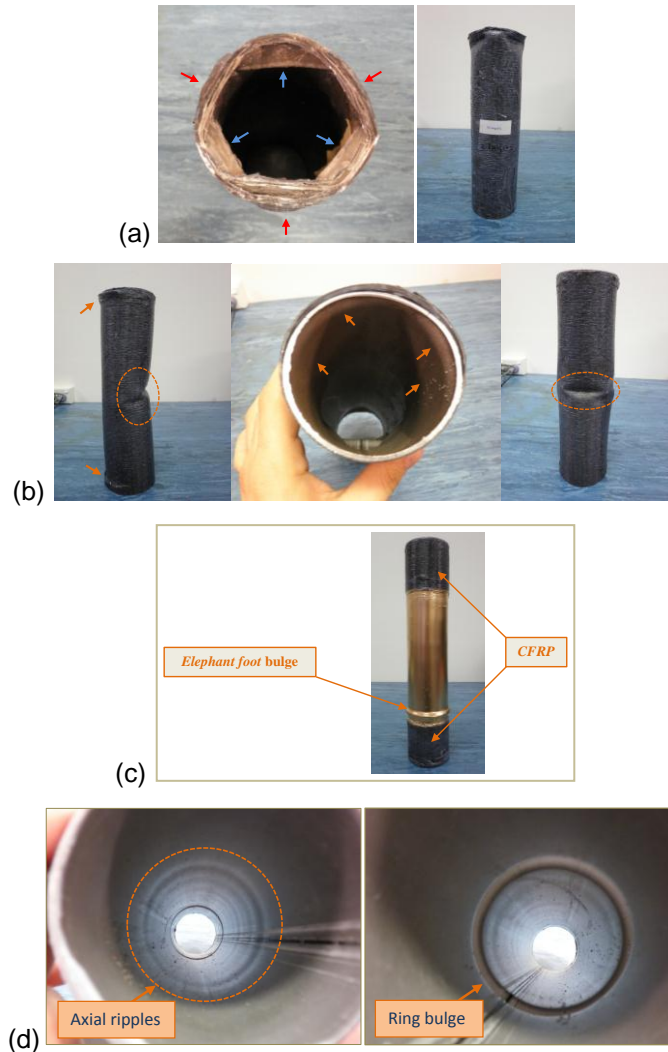 (a)
(b)
Elephant foot bulge
CFRP
(c)
Axial ripples
Ring bulge
(d)